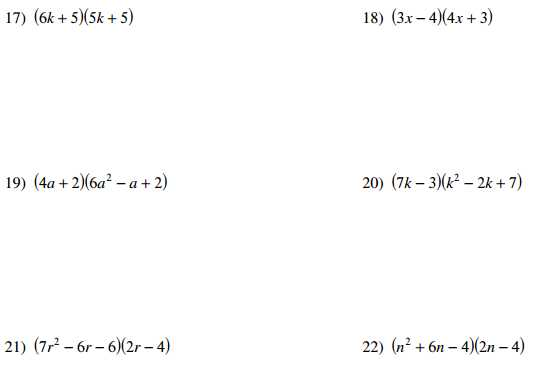 17) (6k + 5)(5k + 5)
18) (3x − 4)(4x + 3)
19) (4a + 2)(6a² − a + 2)
20) (7k − 3)(k² − 2k + 7)
21) (7r² − 6r − 6)(2r − 4)
22) (n² + 6n − 4)(2n − 4)